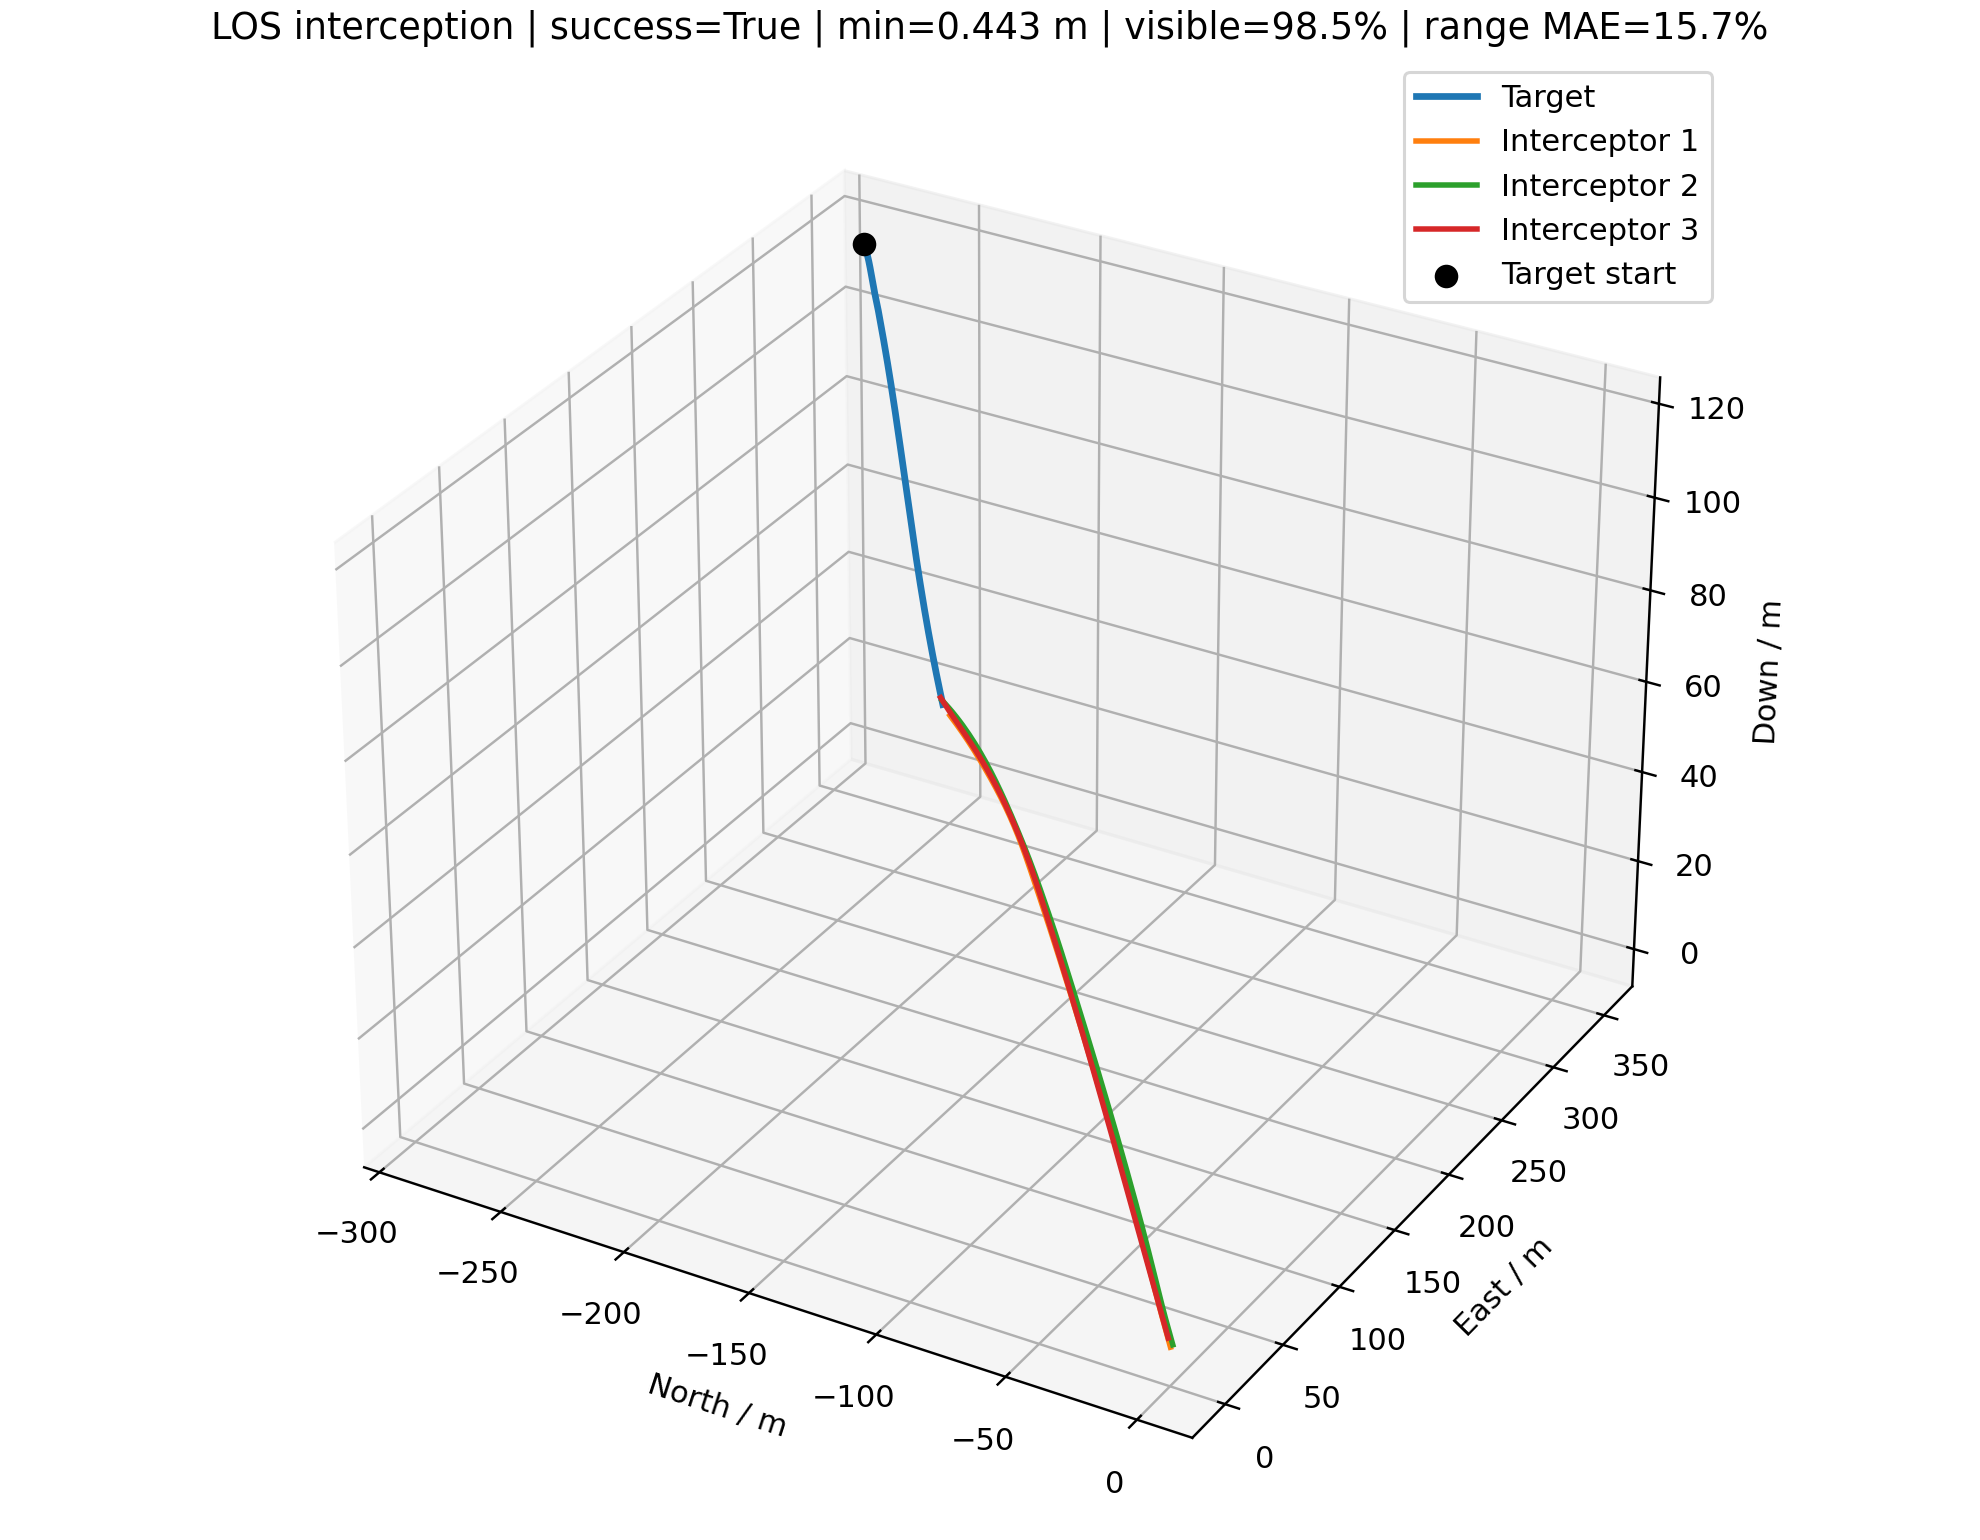 LOS interception | success=True | min=0.443 m | visible=98.5% | range MAE=15.7%
Target
Interceptor 1
Interceptor 2
Interceptor 3
Target start
120
100
80
60
40
20
0
Down / m
350
300
250
200
150
100
50
0
East / m
−300
−250
−200
−150
−100
−50
0
North / m